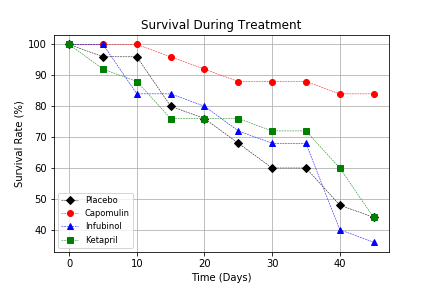 Survival During Treatment
Survival Rate (%)
100
90
80
70
60
50
40
Placebo
Capomulin
Infubinol
Ketapril
0 10 20 30 40
Time (Days)